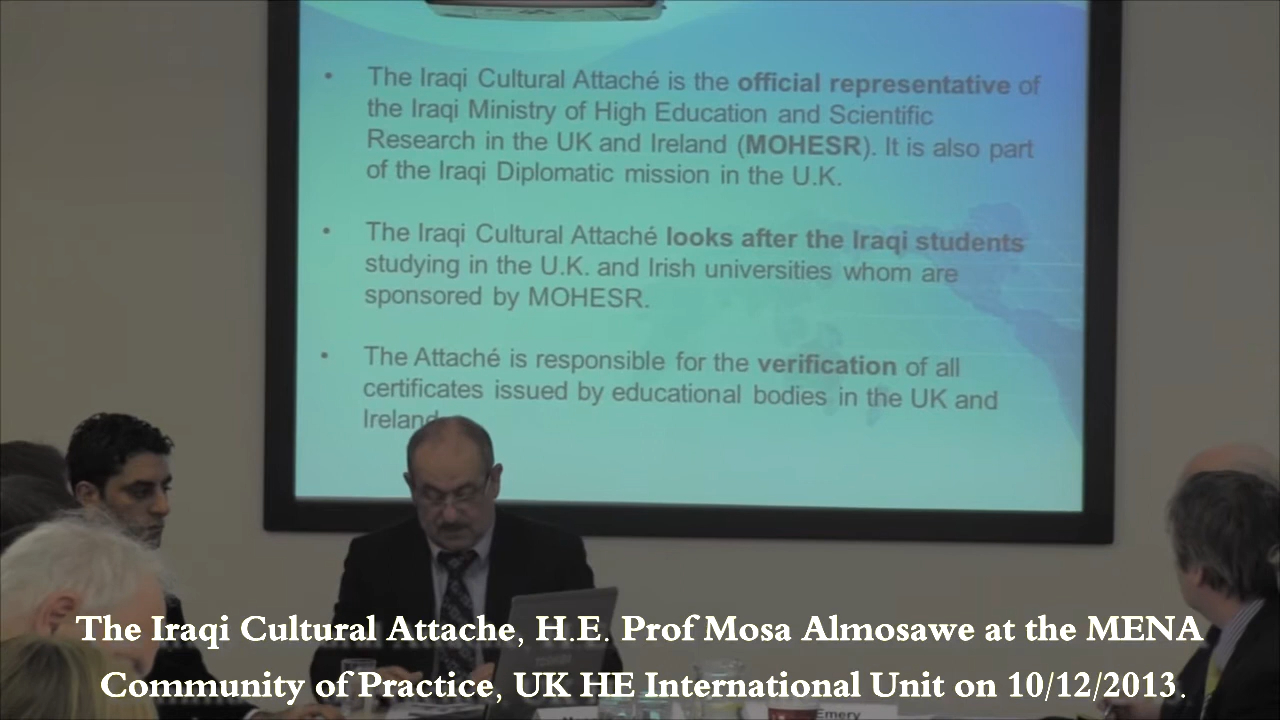 • The Iraqi Cultural Attaché is the official representative of
the Iraqi Ministry of High Education and Scientific
Research in the UK and Ireland (MOHESR). It is also part
of the Iraqi Diplomatic mission in the U.K.
• The Iraqi Cultural Attaché looks after the Iraqi students
studying in the U.K. and Irish universities whom are
sponsored by MOHESR.
• The Attaché is responsible for the verification of all
certificates issued by educational bodies in the UK and
Ireland
The Iraqi Cultural Attache, H.E. Prof Mosa Almosawe at the MENA
Community of Practice, UK HE International Unit on 10/12/2013.
Emery